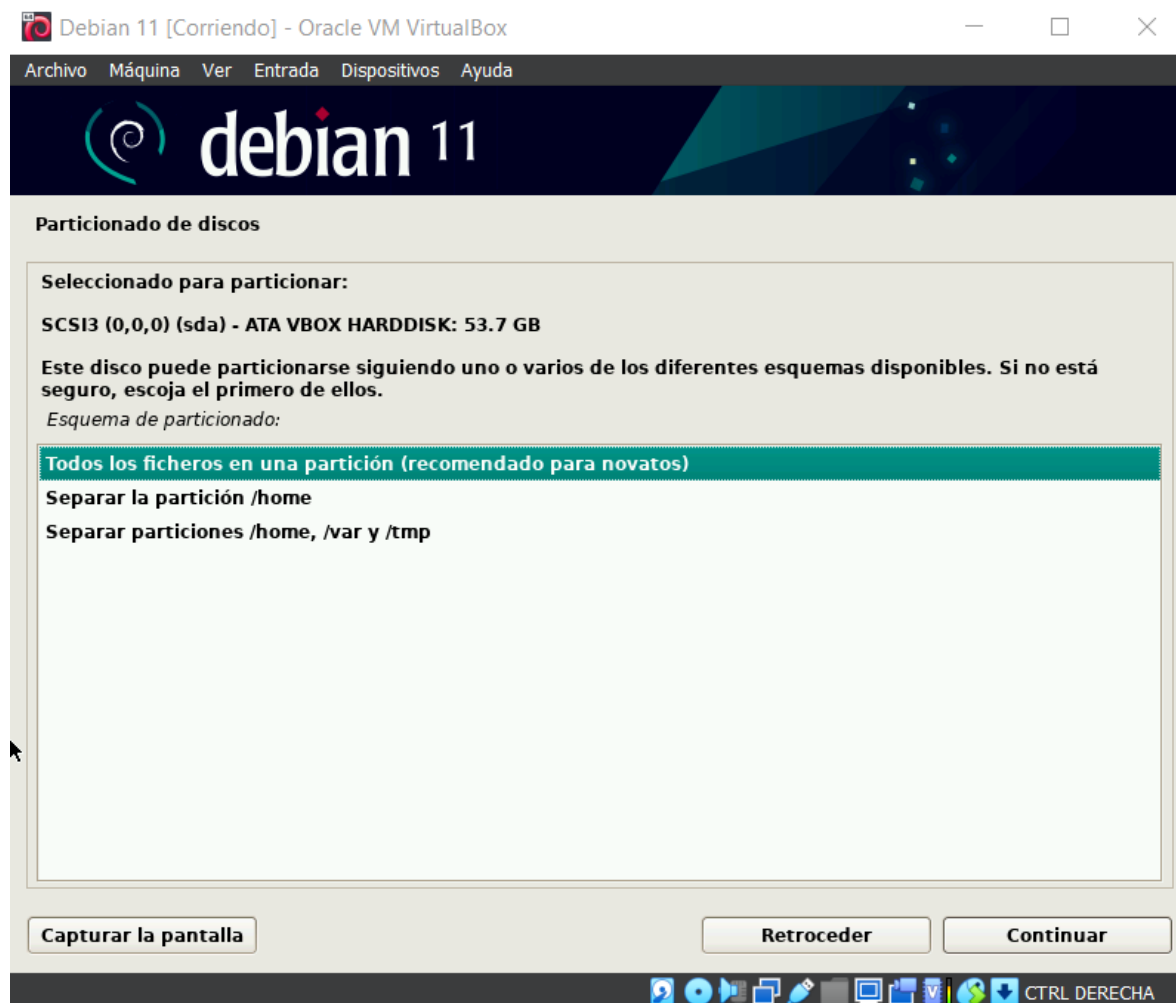 Debian 11 [Corriendo] - Oracle VM VirtualBox
Archivo Máquina Ver Entrada Dispositivos Ayuda
debian 11
Particionado de discos
Seleccionado para particionar:
SCSI3 (0,0,0) (sda) - ATA VBOX HARDDISK: 53.7 GB
Este disco puede particionarse siguiendo uno o varios de los diferentes esquemas disponibles. Si no está
seguro, escoja el primero de ellos.
Esquema de particionado:
Todos los ficheros en una partición (recomendado para novatos)
Separar la partición /home
Separar particiones /home, /var y /tmp
Capturar la pantalla
Retroceder
Continuar
CTRL DERECHA